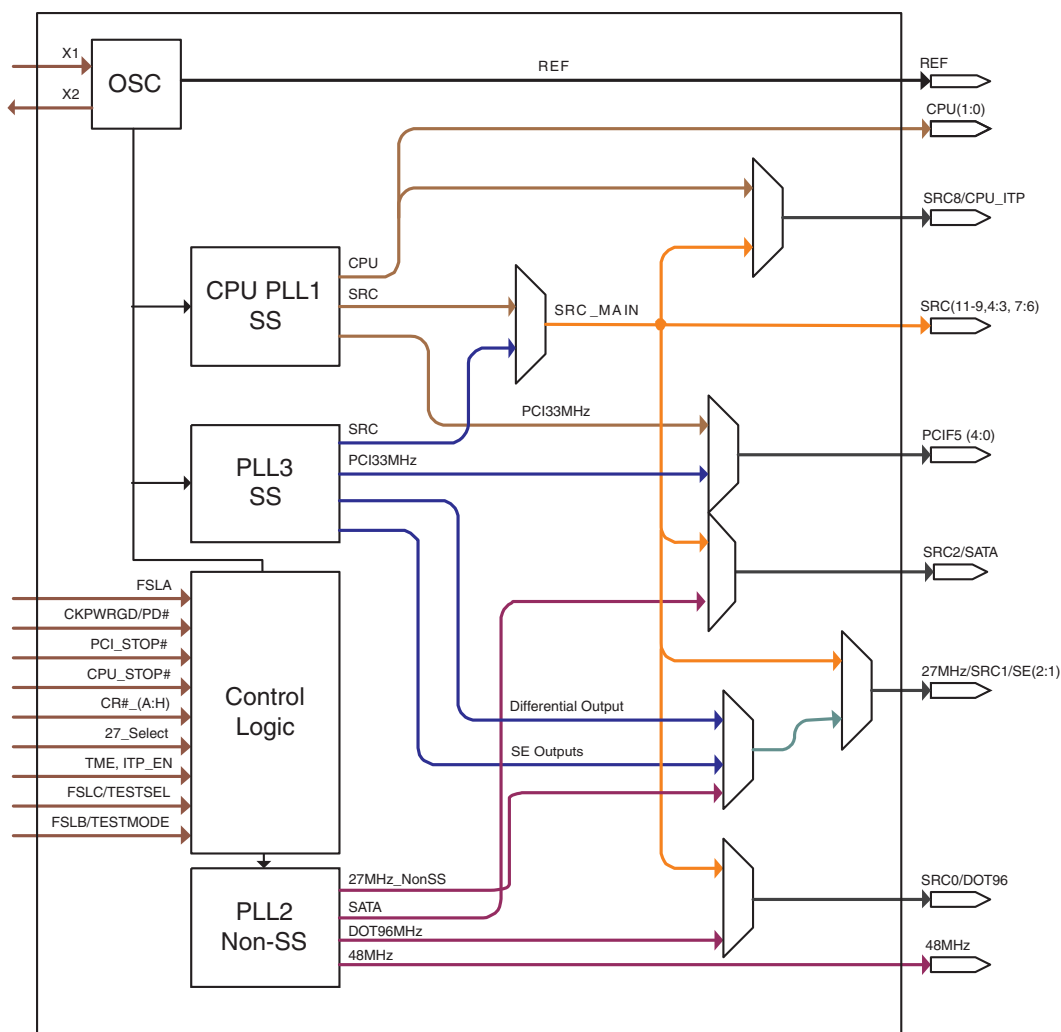 X1
X2
OSC
REF
REF
CPU(1:0)
SRC8/CPU_ITP
CPU PLL1
SS
CPU
SRC
SRC_MAIN
SRC(11-9,4:3, 7:6)
PCI33MHz
PLL3
SS
SRC
PCI33MHz
PCIF5 (4:0)
SRC2/SATA
FSLA
CKPWRGD/PD#
PCI_STOP#
CPU_STOP#
CR#_(A:H)
27_Select
TME, ITP_EN
FSLC/TESTSEL
FSLB/TESTMODE
Control
Logic
Differential Output
SE Outputs
27MHz/SRC1/SE(2:1)
PLL2
Non-SS
27MHz_NonSS
SATA
DOT96MHz
48MHz
SRC0/DOT96
48MHz